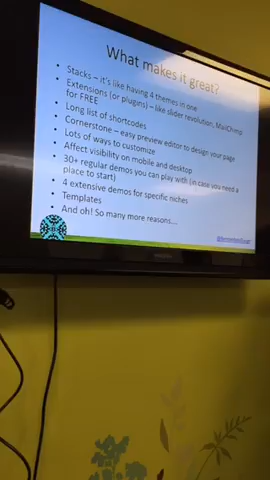 What makes it great?
• Stacks – it's like having 4 themes in one
• Extensions (or plugins) – like slider revolution, MailChimp
for FREE
• Long list of shortcodes
• Cornerstone – easy preview editor to design your page
• Lots of ways to customize
• Affect visibility on mobile and desktop
• 30+ regular demos you can play with (in case you need a
place to start)
• 4 extensive demos for specific niches
• Templates
• And oh! So many more reasons....